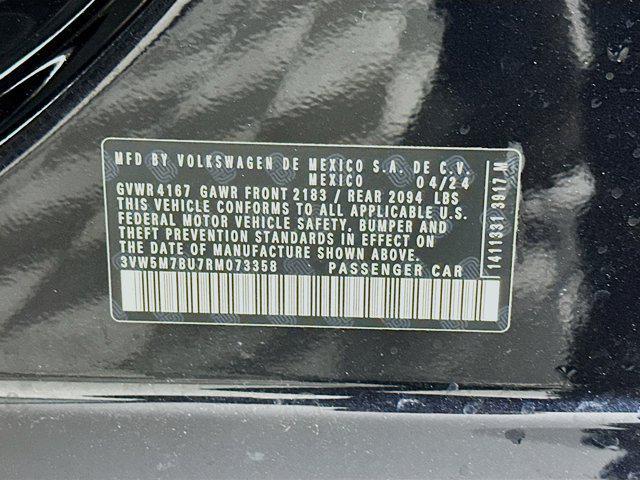 MFD BY VOLKSWAGEN DE MEXICO S.A. DE C.V.
MEXICO 04/24
GVWR 4167 GAWR FRONT 2183 / REAR 2094 LBS
THIS VEHICLE CONFORMS TO ALL APPLICABLE U.S.
FEDERAL MOTOR VEHICLE SAFETY, BUMPER AND
THEFT PREVENTION STANDARDS IN EFFECT ON
THE DATE OF MANUFACTURE SHOWN ABOVE.
3VW5M7BU7RM073358 PASSENGER CAR
1411331 3917 M